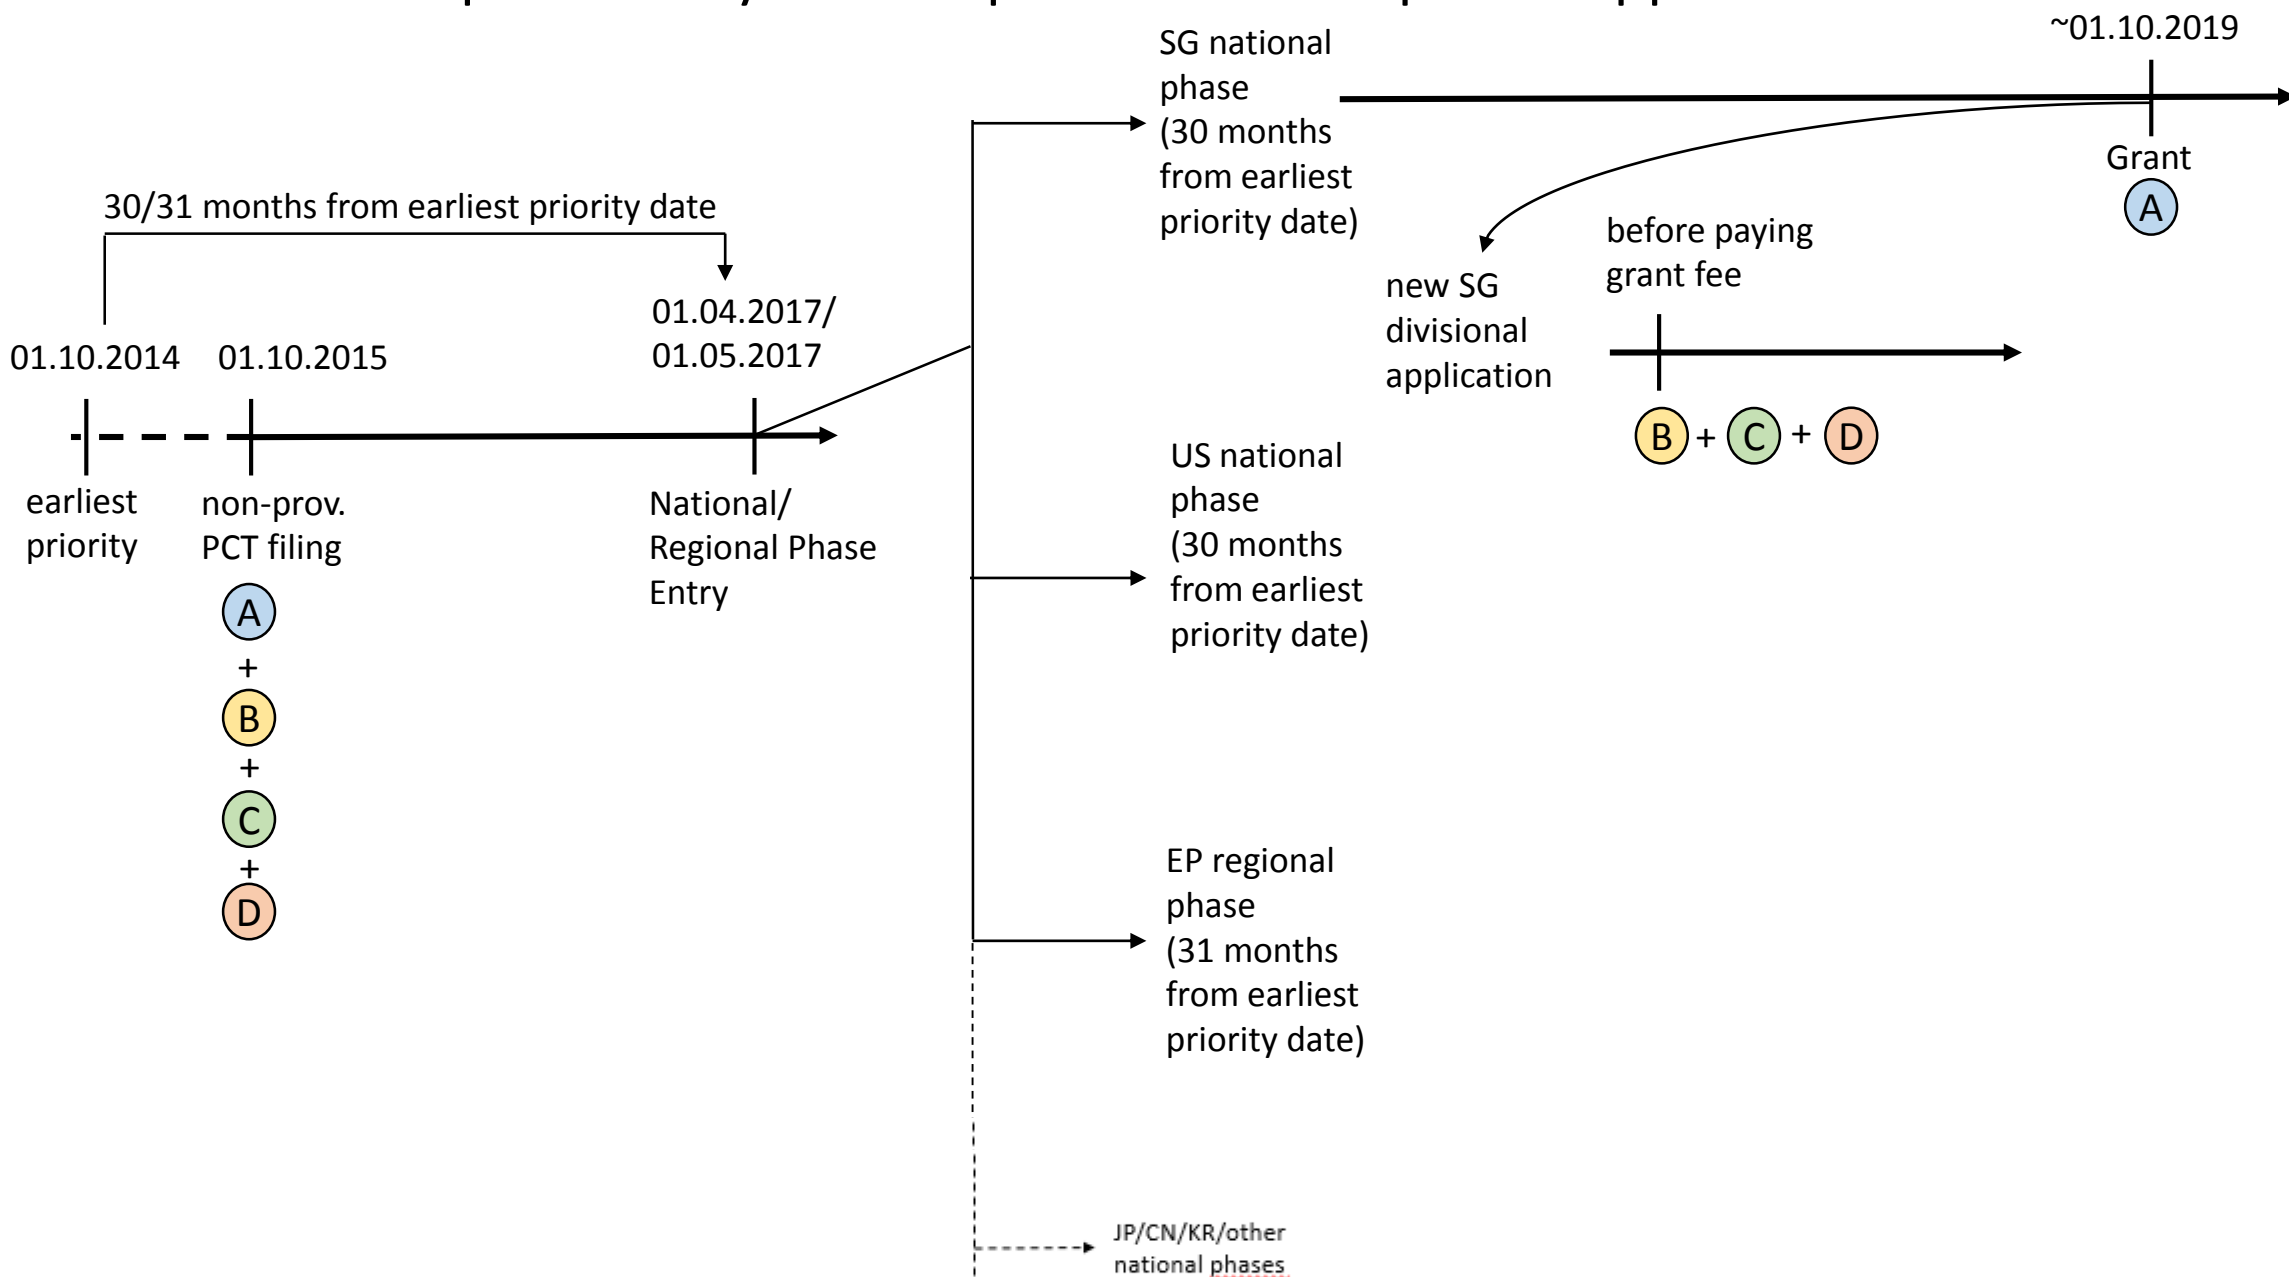 ~01.10.2019
SG national
phase
(30 months
from earliest
priority date)
Grant
A
30/31 months from earliest priority date
before paying
grant fee
new SG
divisional
application
01.04.2017/
01.05.2017
01.10.2014
01.10.2015
B + C + D
earliest
priority
non-prov.
PCT filing
National/
Regional Phase
Entry
US national
phase
(30 months
from earliest
priority date)
A
+
B
+
C
+
D
EP regional
phase
(31 months
from earliest
priority date)
JP/CN/KR/other
national phases